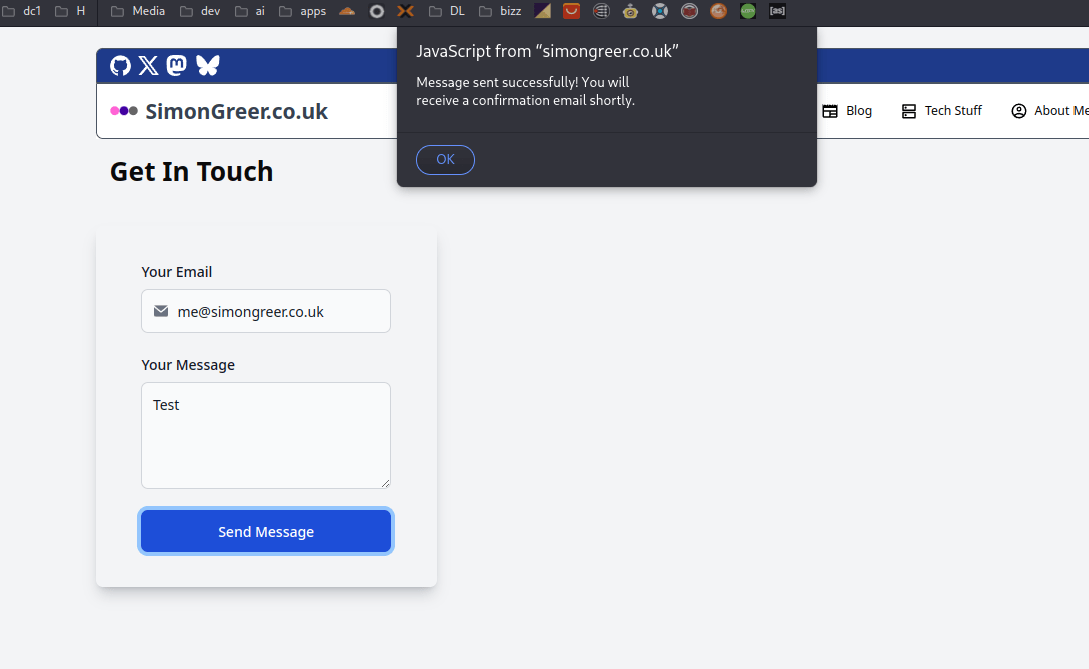 dc1 H Media dev ai apps DL bizz [as]
JavaScript from “simongreer.co.uk”
Message sent successfully! You will
receive a confirmation email shortly.
OK
SimonGreer.co.uk
Blog Tech Stuff About Me
Get In Touch
Your Email
me@simongreer.co.uk
Your Message
Test
Send Message